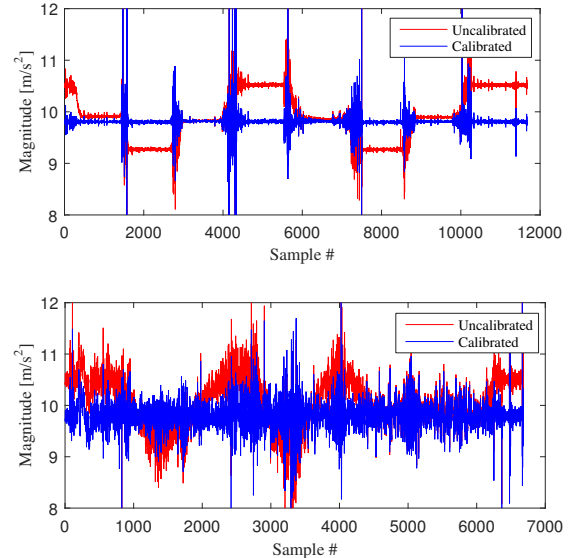 12
11
10
9
8
Magnitude [m/s²]
Uncalibrated
Calibrated
0 2000 4000 6000 8000 10000 12000
Sample #
12
11
10
9
8
Magnitude [m/s²]
Uncalibrated
Calibrated
0 1000 2000 3000 4000 5000 6000 7000
Sample #